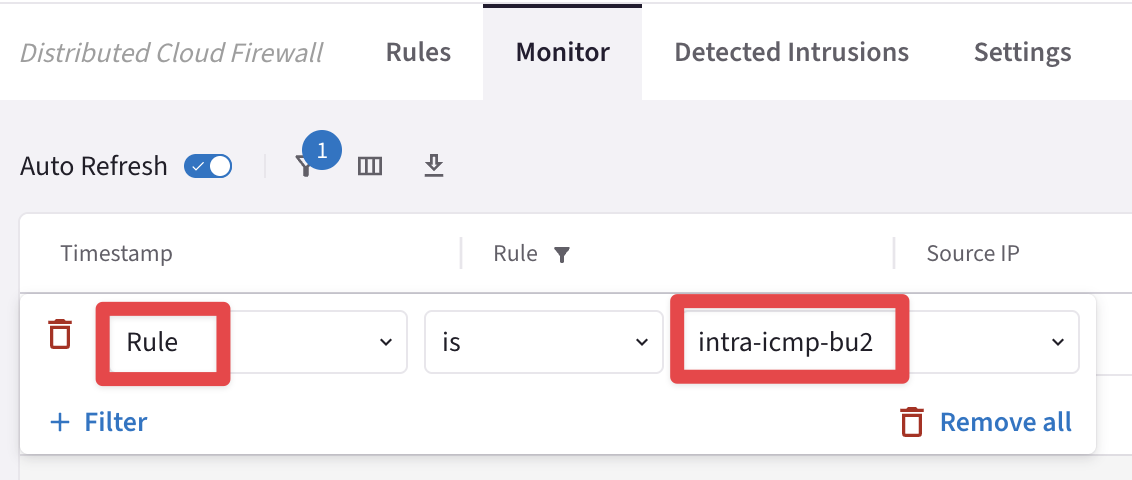 Distributed Cloud Firewall Rules Monitor Detected Intrusions Settings
Auto Refresh 1
Timestamp Rule Source IP
Rule is intra-icmp-bu2
+ Filter Remove all